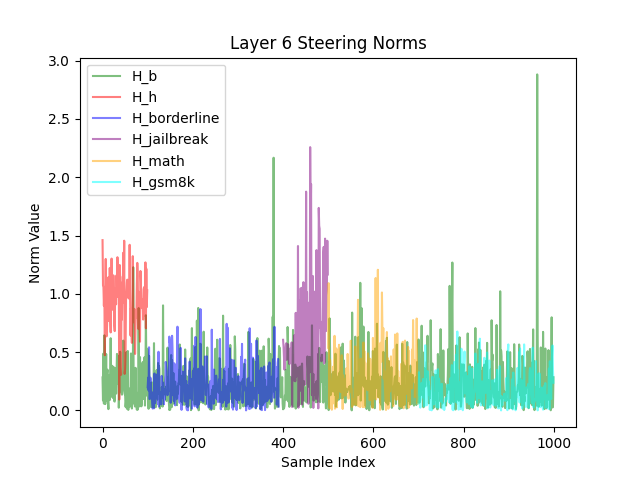 Layer 6 Steering Norms
3.0
2.5
2.0
1.5
1.0
0.5
0.0
Norm Value
H_b
H_h
H_borderline
H_jailbreak
H_math
H_gsm8k
0 200 400 600 800 1000
Sample Index